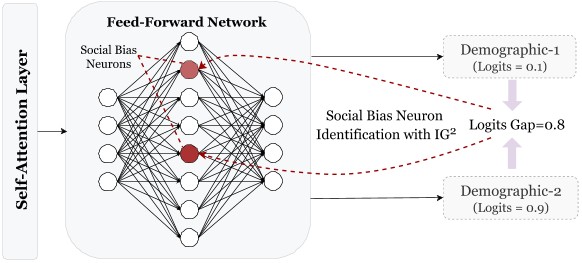 Self-Attention Layer
Feed-Forward Network
Social Bias
Neurons
Demographic-1
(Logits = 0.1)
Social Bias Neuron
Identification with IG²
Logits Gap=0.8
Demographic-2
(Logits = 0.9)